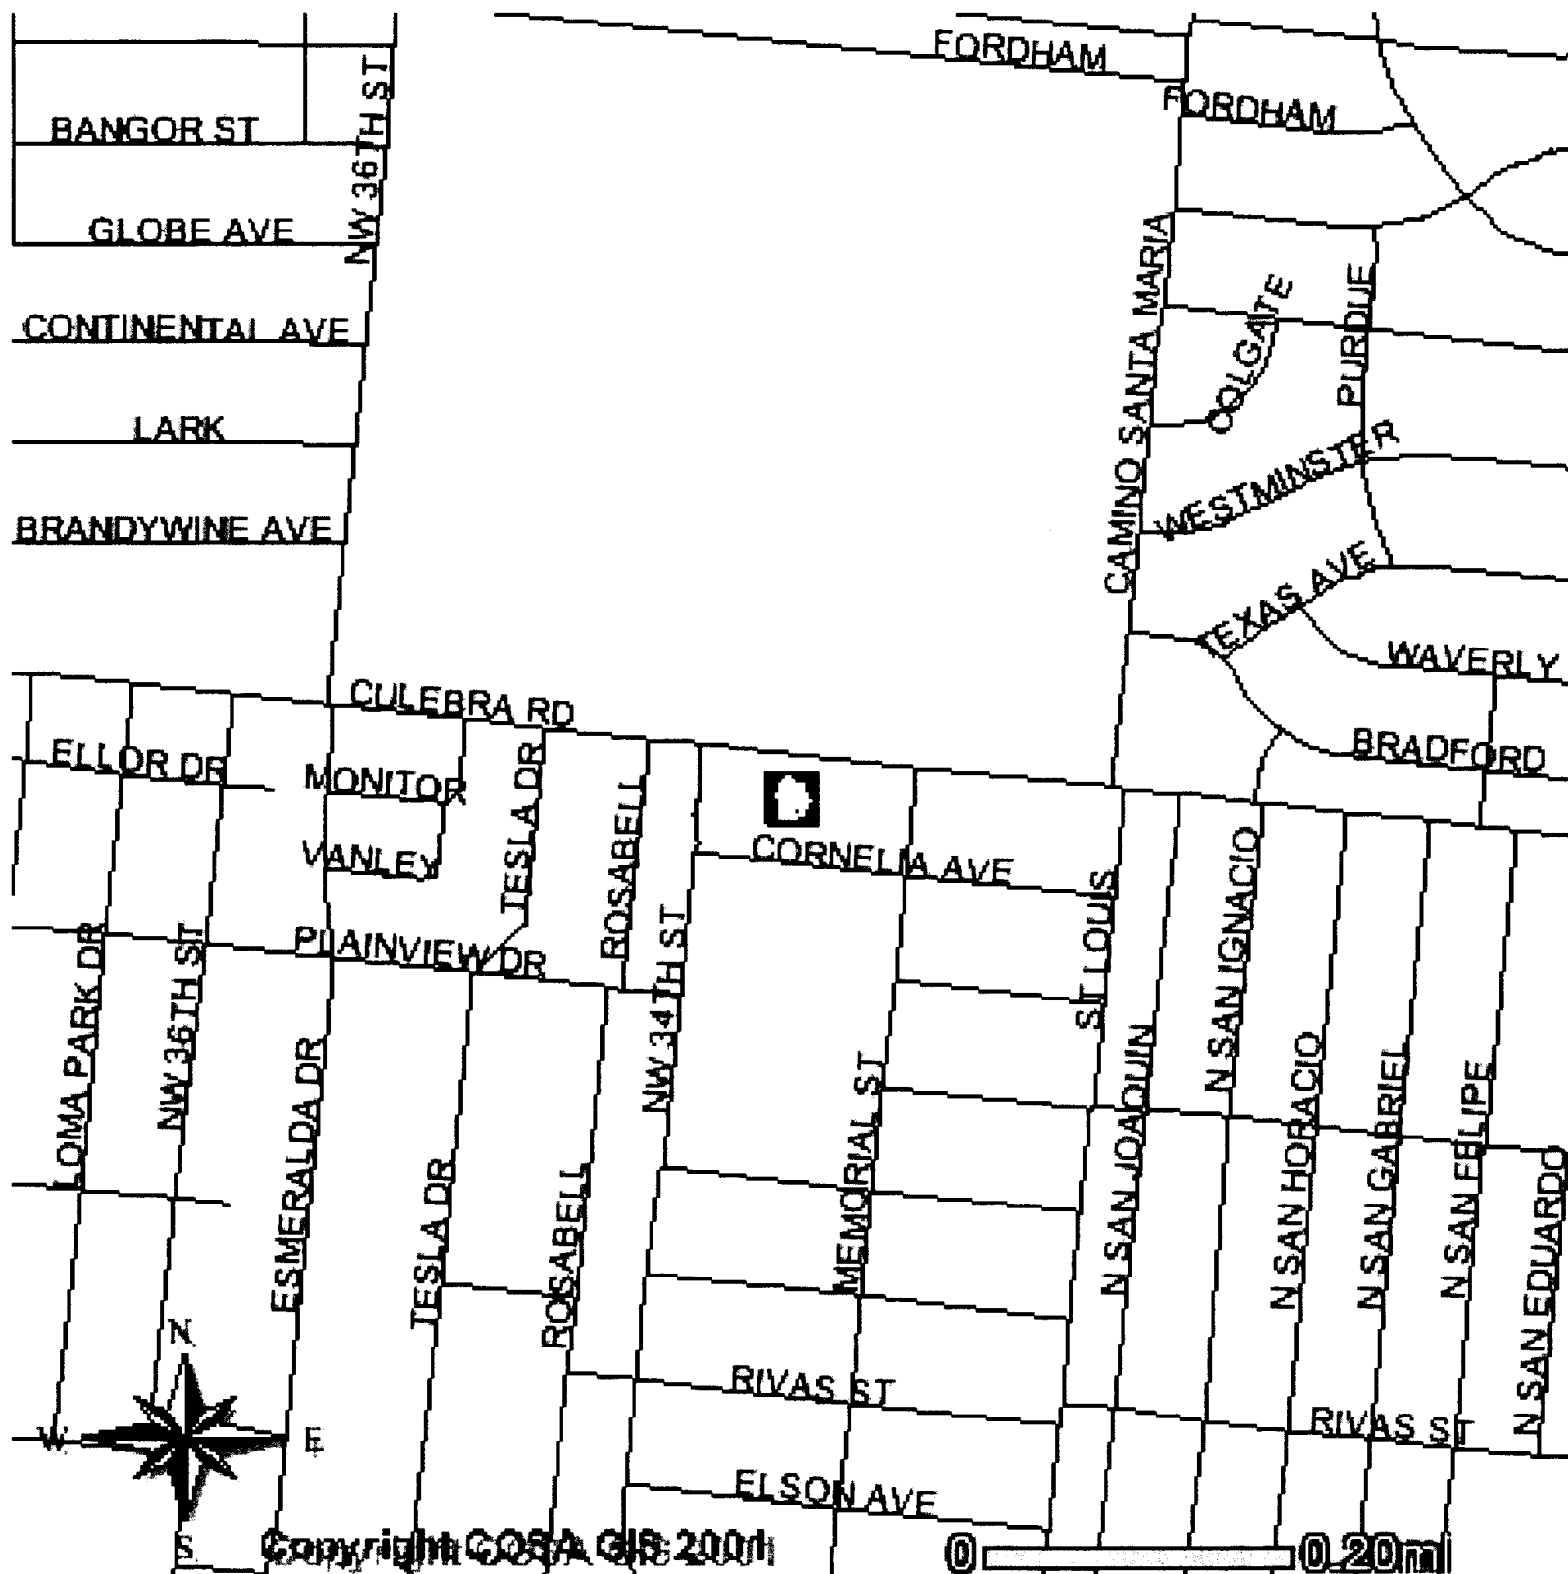 FORDHAM
FORDHAM
NW 36TH ST
BANGOR ST
GLOBE AVE
CONTINENTAL AVE
LARK
BRANDYWINE AVE
CAMINO SANTA MARIA
COLGATE
PURDUE
WESTMINSTER
TEXAS AVE
WAVERLY
BRADFORD
CULEBRA RD
ELLOR DR
MONITOR
VANLEY
TESLA DR
ROSABELL
CORNELIA AVE
PLAINVIEW DR
LOMA PARK DR
NW 36TH ST
ESMERALDA DR
TESLA DR
ROSABELL
NW 34TH ST
MEMORIAL ST
ST LOUIS
N SAN JOAQUIN
N SAN IGNACIO
N SAN HORACIO
N SAN GABRIEL
N SAN FELIPE
N SAN EDUARDO
RIVAS ST
RIVAS ST
ELSON AVE
N
W E
S
Copyright COSA GIS 2001
0 0.20mi